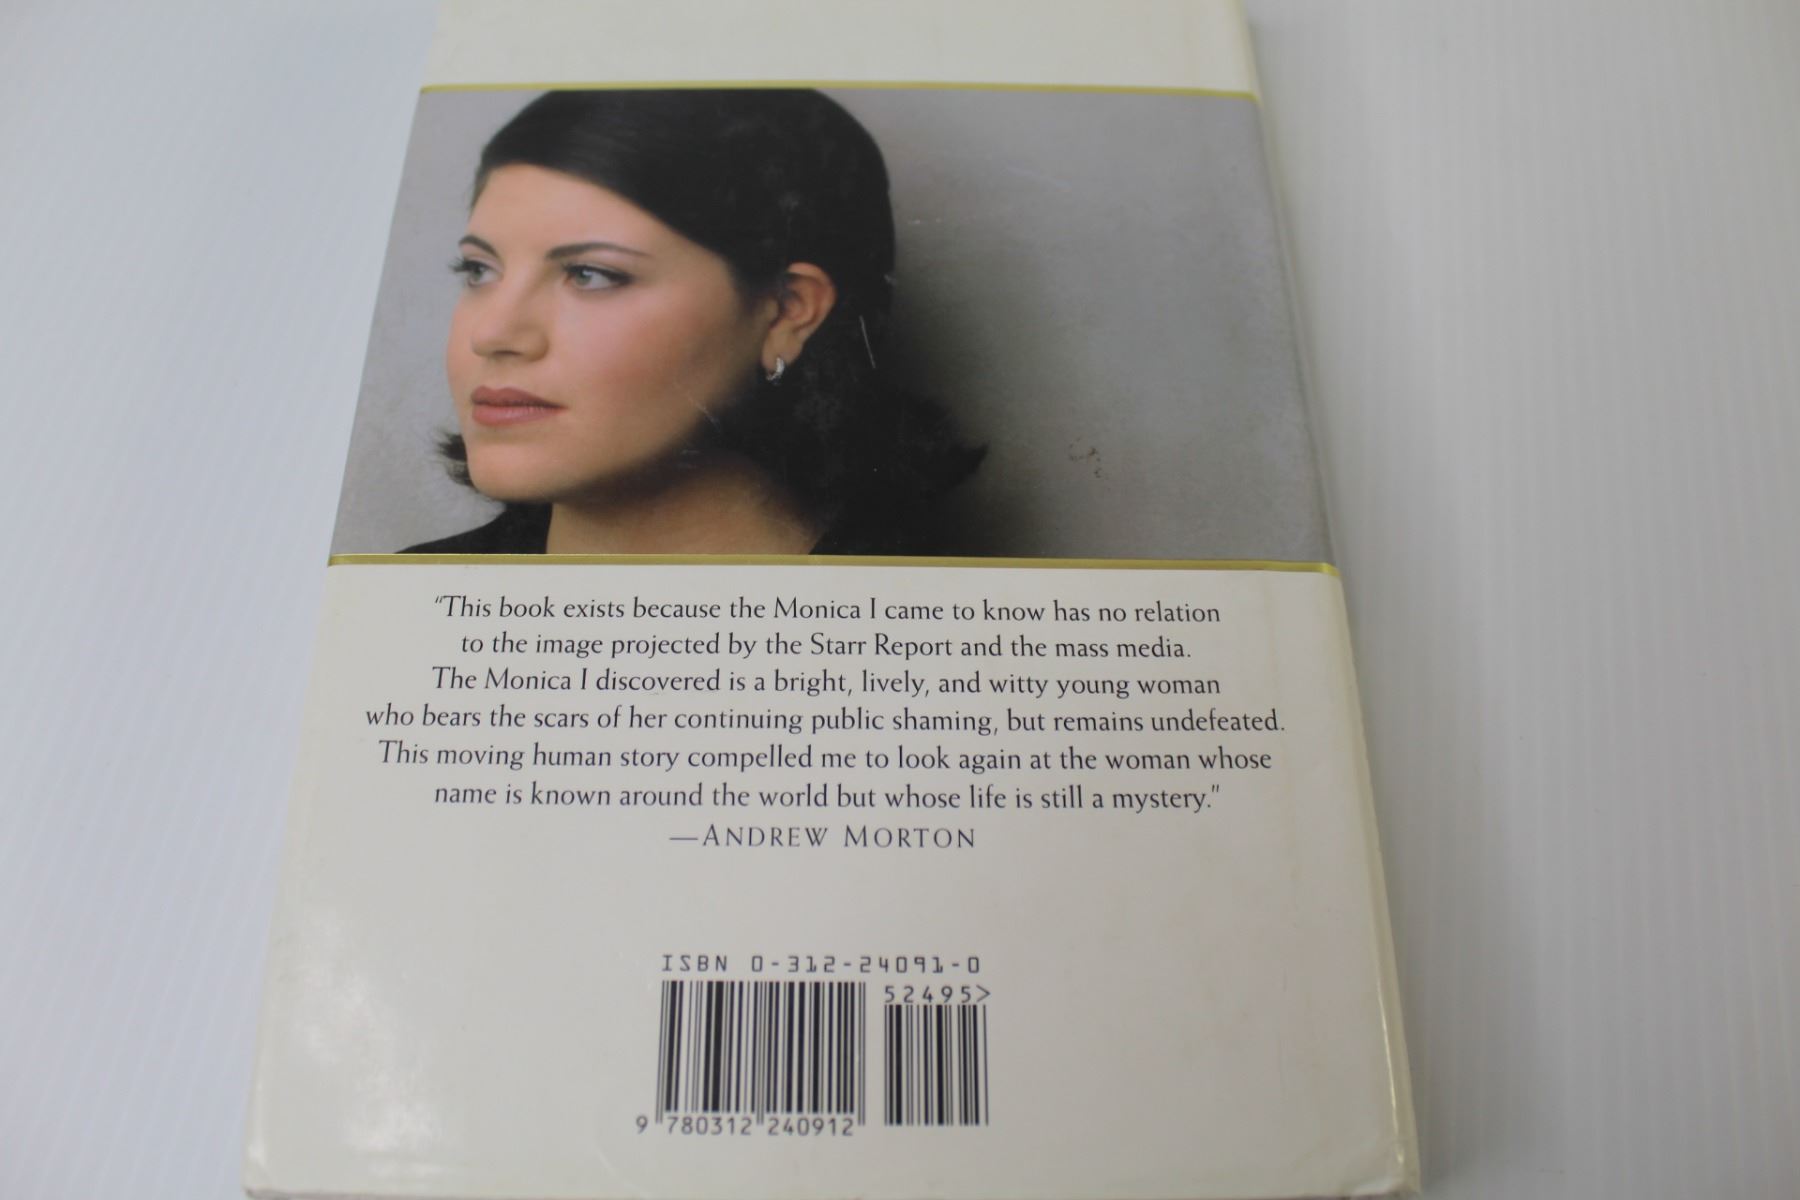 "This book exists because the Monica I came to know has no relation
to the image projected by the Starr Report and the mass media.
The Monica I discovered is a bright, lively, and witty young woman
who bears the scars of her continuing public shaming, but remains undefeated.
This moving human story compelled me to look again at the woman whose
name is known around the world but whose life is still a mystery."
—ANDREW MORTON
ISBN 0-312-24091-0
52495>
9 780312 240912